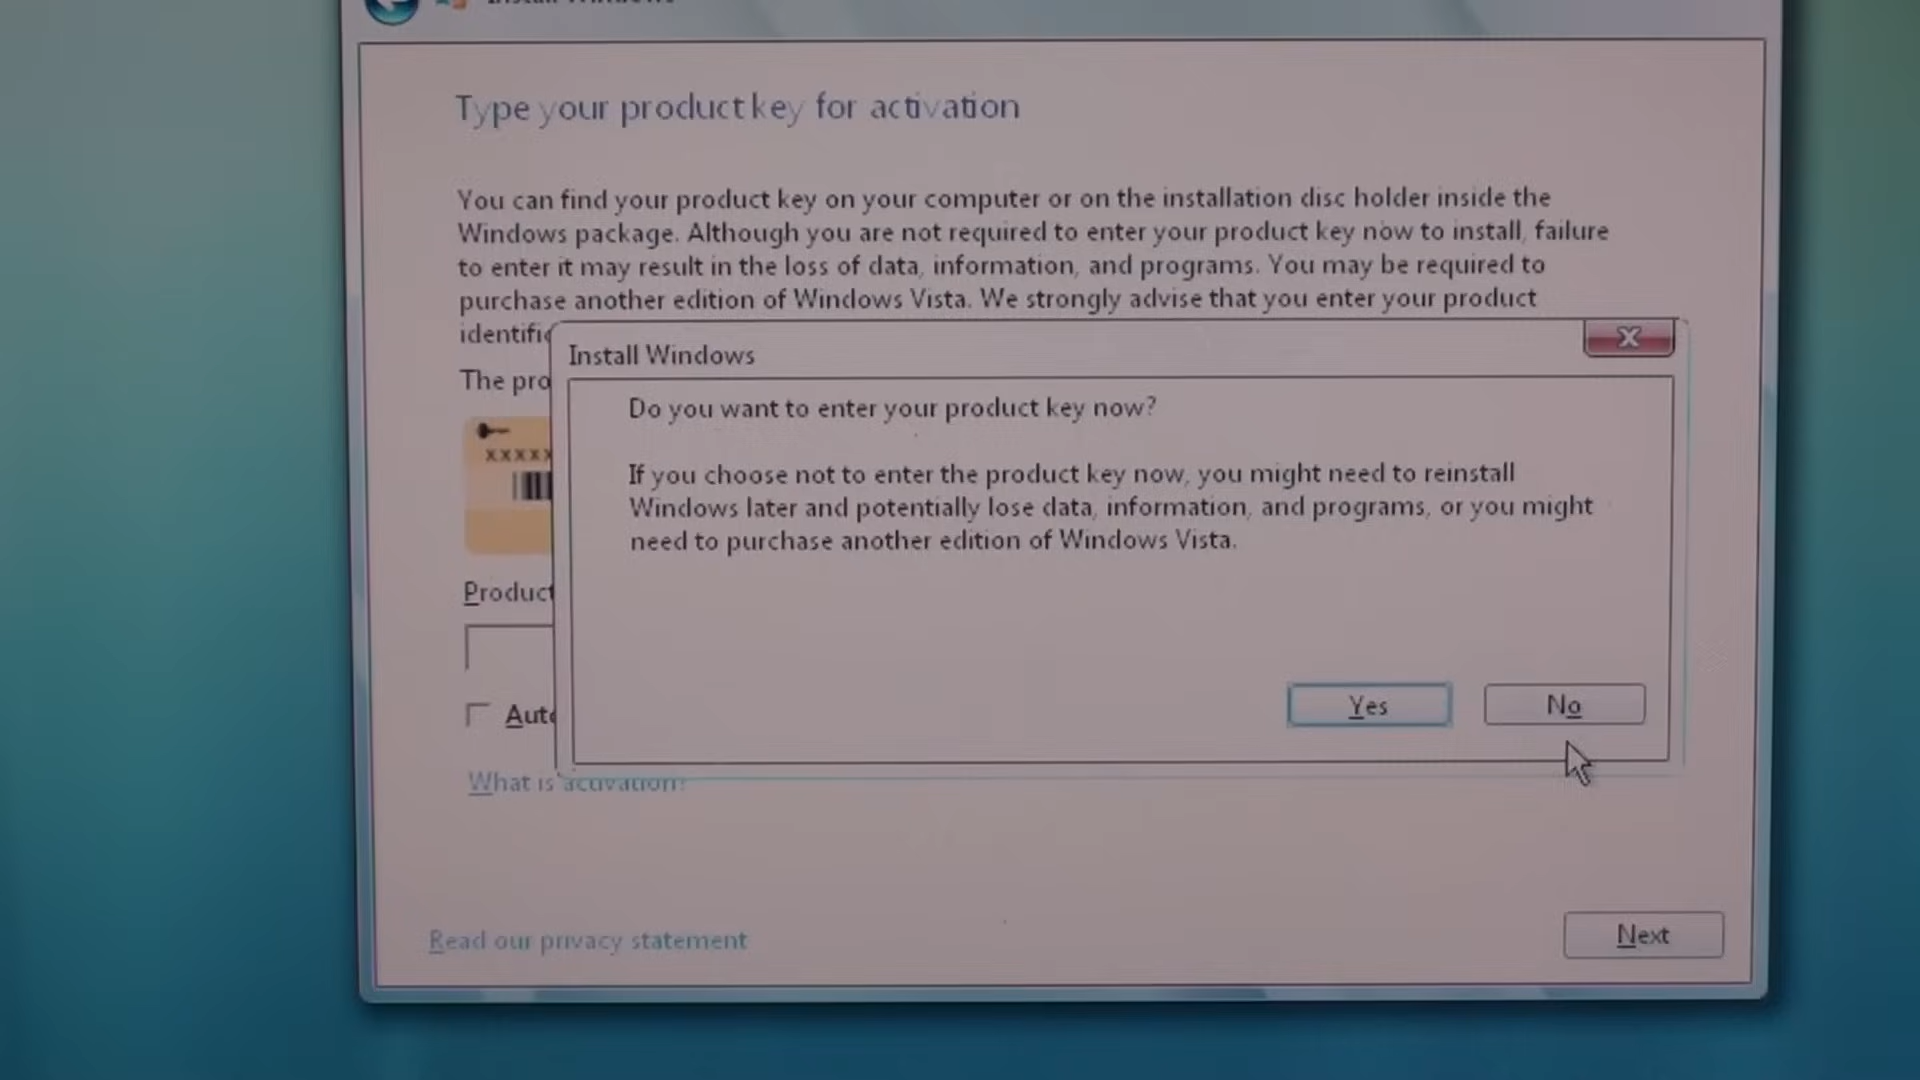 Type your product key for activation
You can find your product key on your computer or on the installation disc holder inside the
Windows package. Although you are not required to enter your product key now to install, failure
to enter it may result in the loss of data, information, and programs. You may be required to
purchase another edition of Windows Vista. We strongly advise that you enter your product
identific
Install Windows
X
The pro
Do you want to enter your product key now?
XXXXX
If you choose not to enter the product key now, you might need to reinstall
Windows later and potentially lose data, information, and programs, or you might
need to purchase another edition of Windows Vista.
Product
Yes
No
Auto
What is activation?
Read our privacy statement
Next